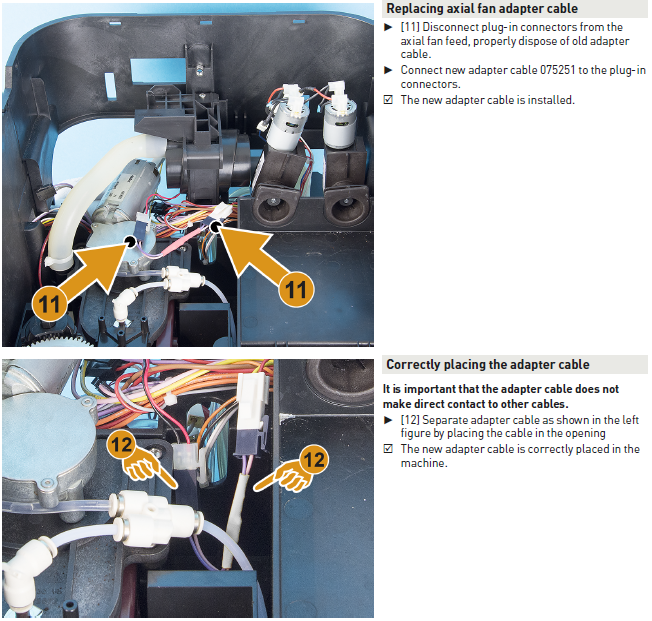 Replacing axial fan adapter cable
► [11] Disconnect plug-in connectors from the
axial fan feed, properly dispose of old adapter
cable.
► Connect new adapter cable 075251 to the plug-in
connectors.
☑ The new adapter cable is installed.
11
11
Correctly placing the adapter cable
It is important that the adapter cable does not
make direct contact to other cables.
► [12] Separate adapter cable as shown in the left
figure by placing the cable in the opening
☑ The new adapter cable is correctly placed in the
machine.
12
12